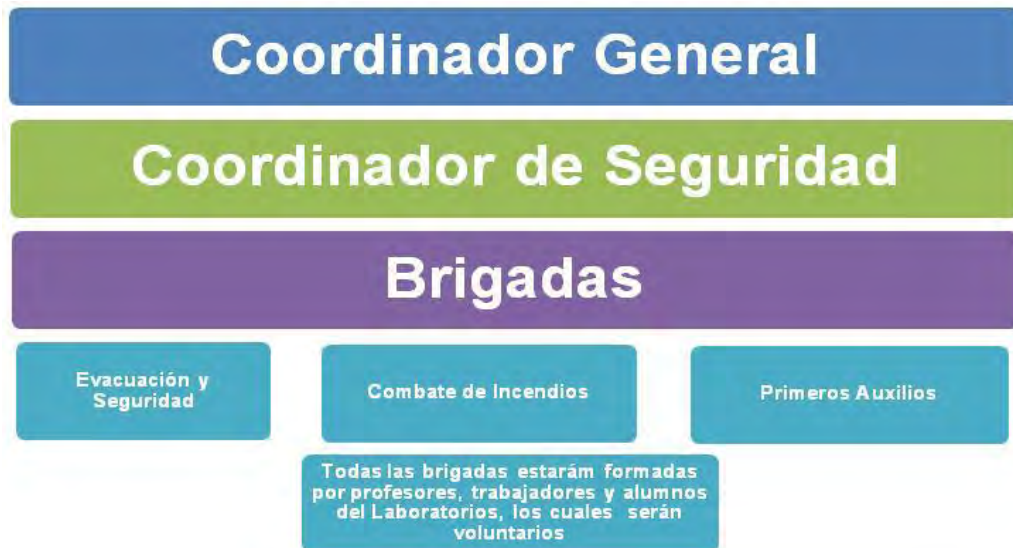 Coordinador General
Coordinador de Seguridad
Brigadas
Evacuación y
Seguridad
Combate de Incendios
Primeros Auxilios
Todas las brigadas estarám formadas
por profesores, trabajadores y alumnos
del Laboratorios, los cuales serán
voluntarios